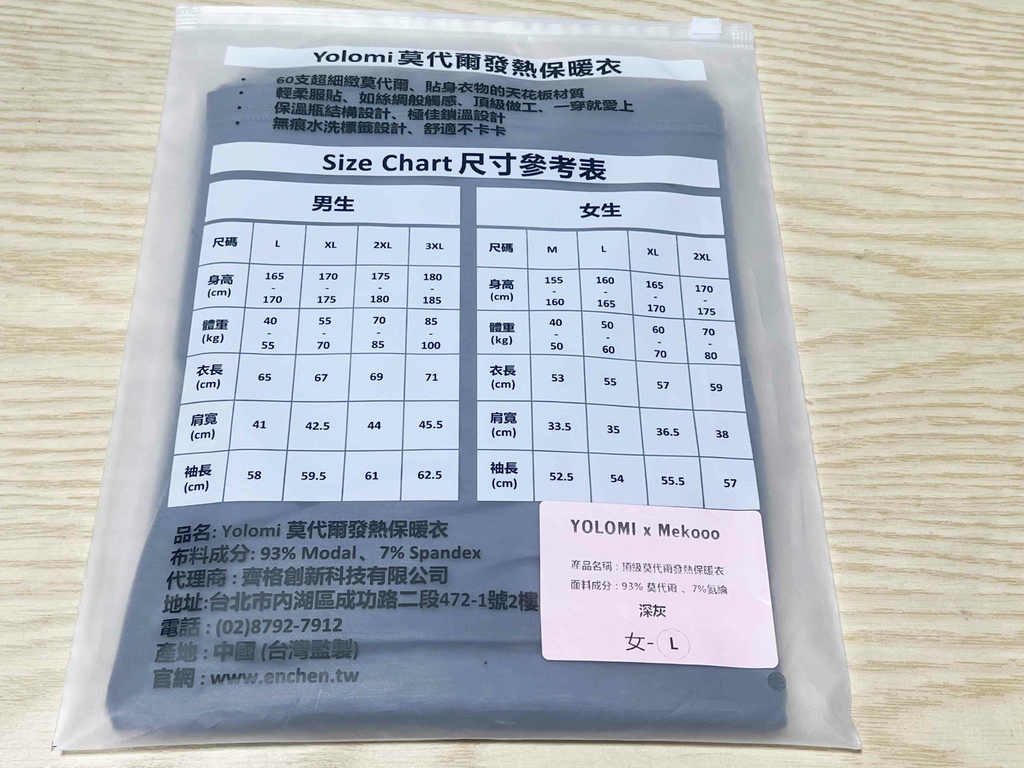 Yolomi 莫代爾發熱保暖衣
• 60支超細緻莫代爾、貼身衣物的天花板材質
• 輕柔服貼、如絲綢般觸感、頂級做工、一穿就愛上
• 保溫瓶結構設計、極佳鎖溫設計
• 無痕水洗標籤設計、舒適不卡卡
Size Chart 尺寸參考表
男生
尺碼 L XL 2XL 3XL
身高(cm) 165-170 170-175 175-180 180-185
體重(kg) 40-55 55-70 70-85 85-100
衣長(cm) 65 67 69 71
肩寬(cm) 41 42.5 44 45.5
袖長(cm) 58 59.5 61 62.5
女生
尺碼 M L XL 2XL
身高(cm) 155-160 160-165 165-170 170-175
體重(kg) 40-50 50-60 60-70 70-80
衣長(cm) 53 55 57 59
肩寬(cm) 33.5 35 36.5 38
袖長(cm) 52.5 54 55.5 57
品名: Yolomi 莫代爾發熱保暖衣
布料成分: 93% Modal、7% Spandex
代理商 : 齊格創新科技有限公司
地址:台北市內湖區成功路二段472-1號2樓
電話 : (02)8792-7912
產地 : 中國 (台灣監製)
官網 : www.enchen.tw
YOLOMI x Mekooo
產品名稱：頂級莫代爾發熱保暖衣
面料成分：93% 莫代爾 、7%氨綸
深灰
女- L